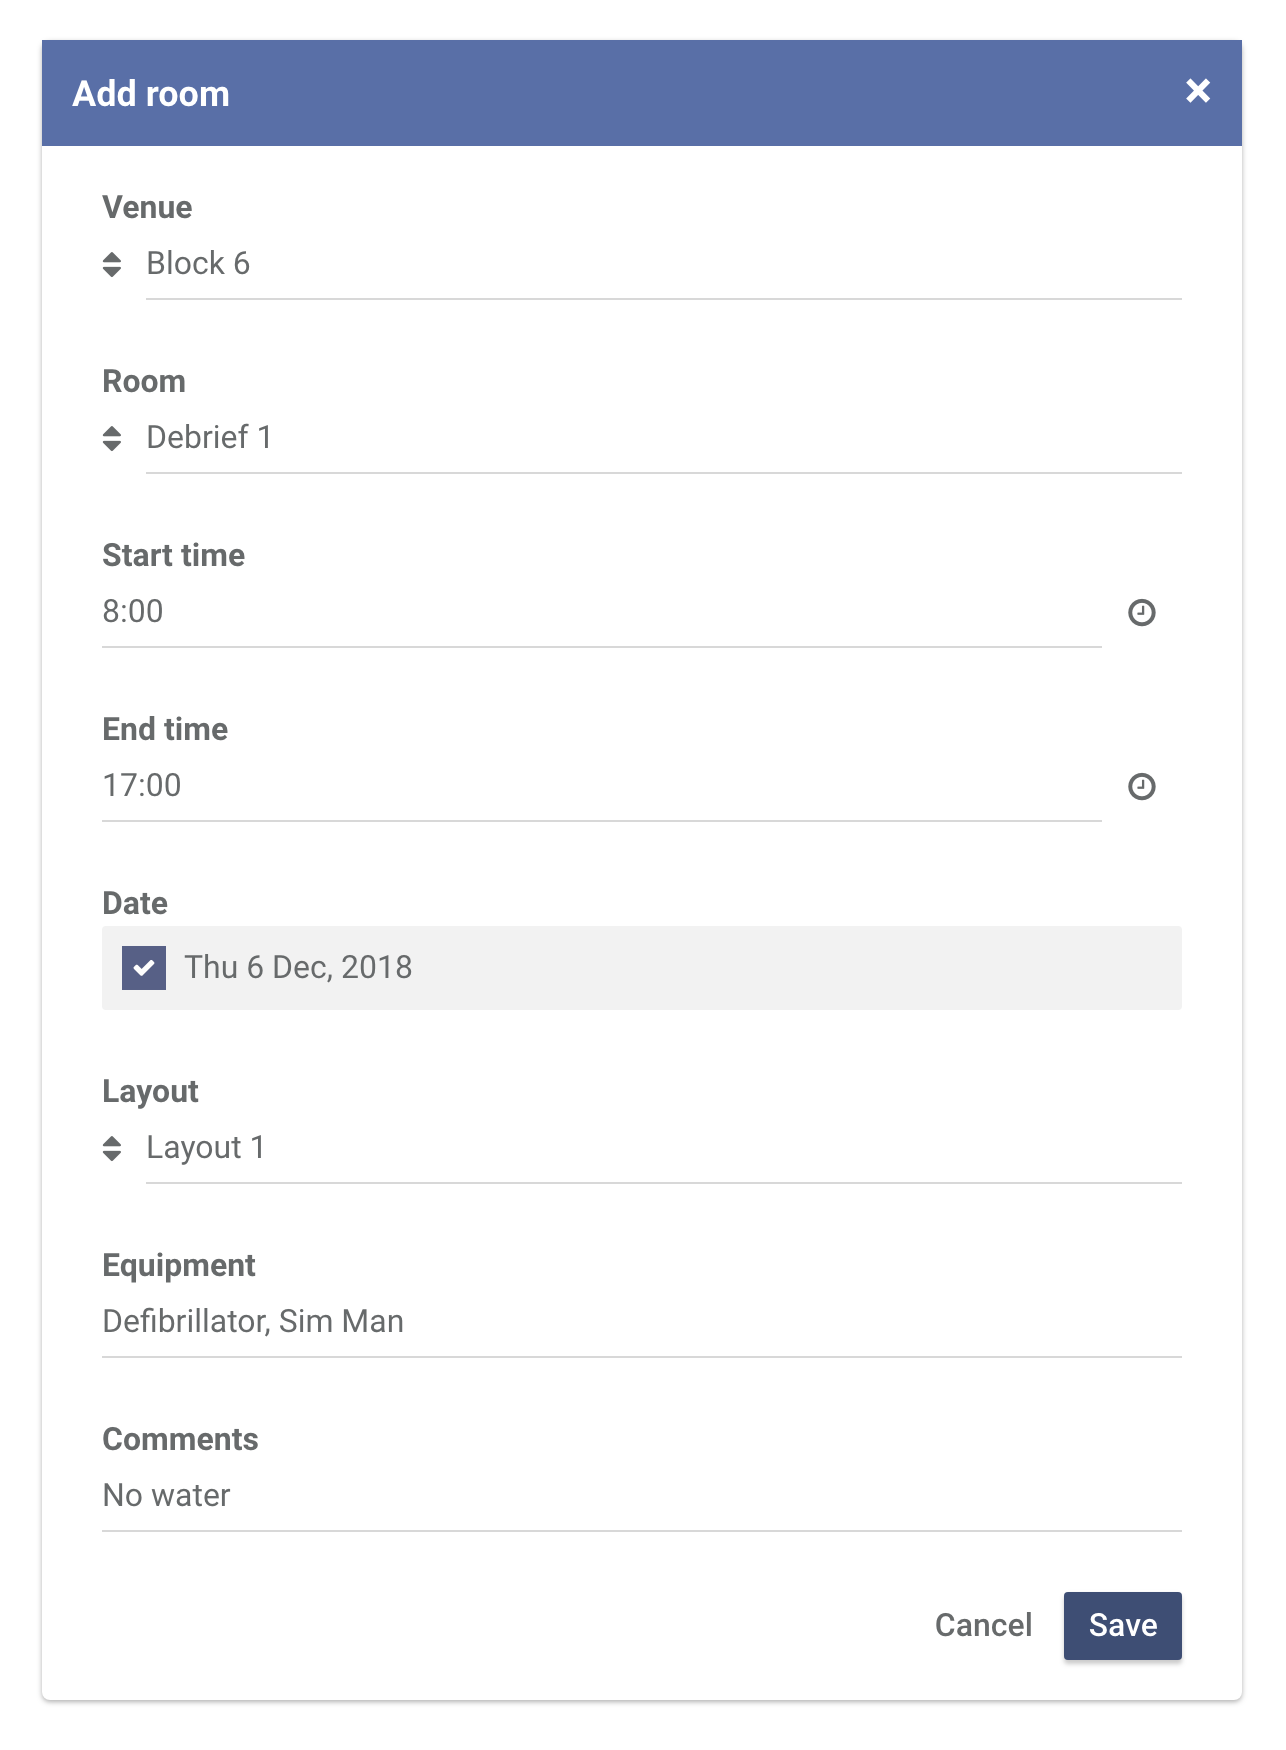 Add room
Venue
Block 6
Room
Debrief 1
Start time
8:00
End time
17:00
Date
Thu 6 Dec, 2018
Layout
Layout 1
Equipment
Defibrillator, Sim Man
Comments
No water
Cancel Save